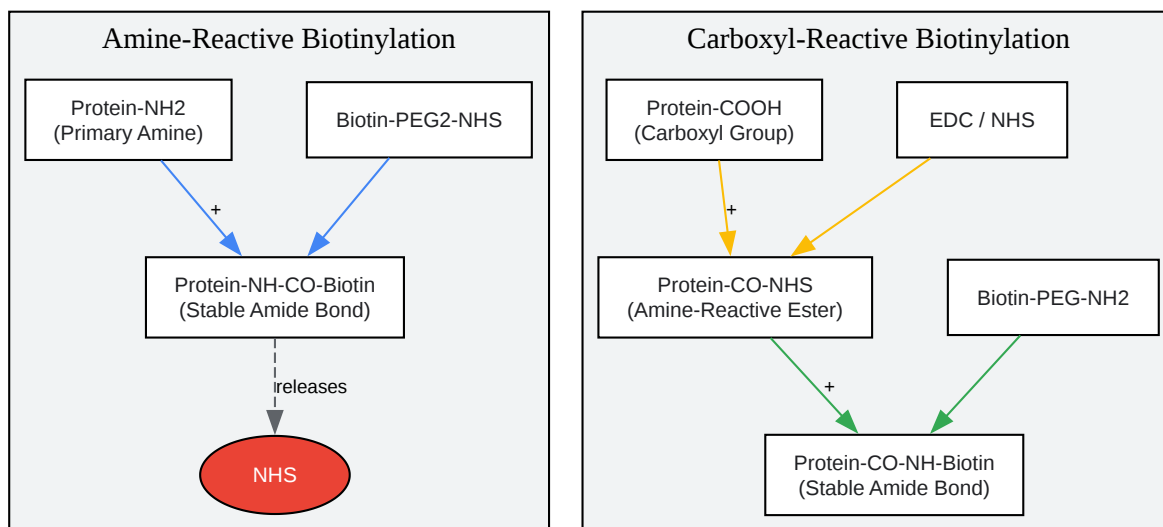 Amine-Reactive Biotinylation
Protein-NH2
(Primary Amine)
Biotin-PEG2-NHS
+
Protein-NH-CO-Biotin
(Stable Amide Bond)
releases
NHS
Carboxyl-Reactive Biotinylation
Protein-COOH
(Carboxyl Group)
EDC / NHS
+
Protein-CO-NHS
(Amine-Reactive Ester)
Biotin-PEG-NH2
+
Protein-CO-NH-Biotin
(Stable Amide Bond)